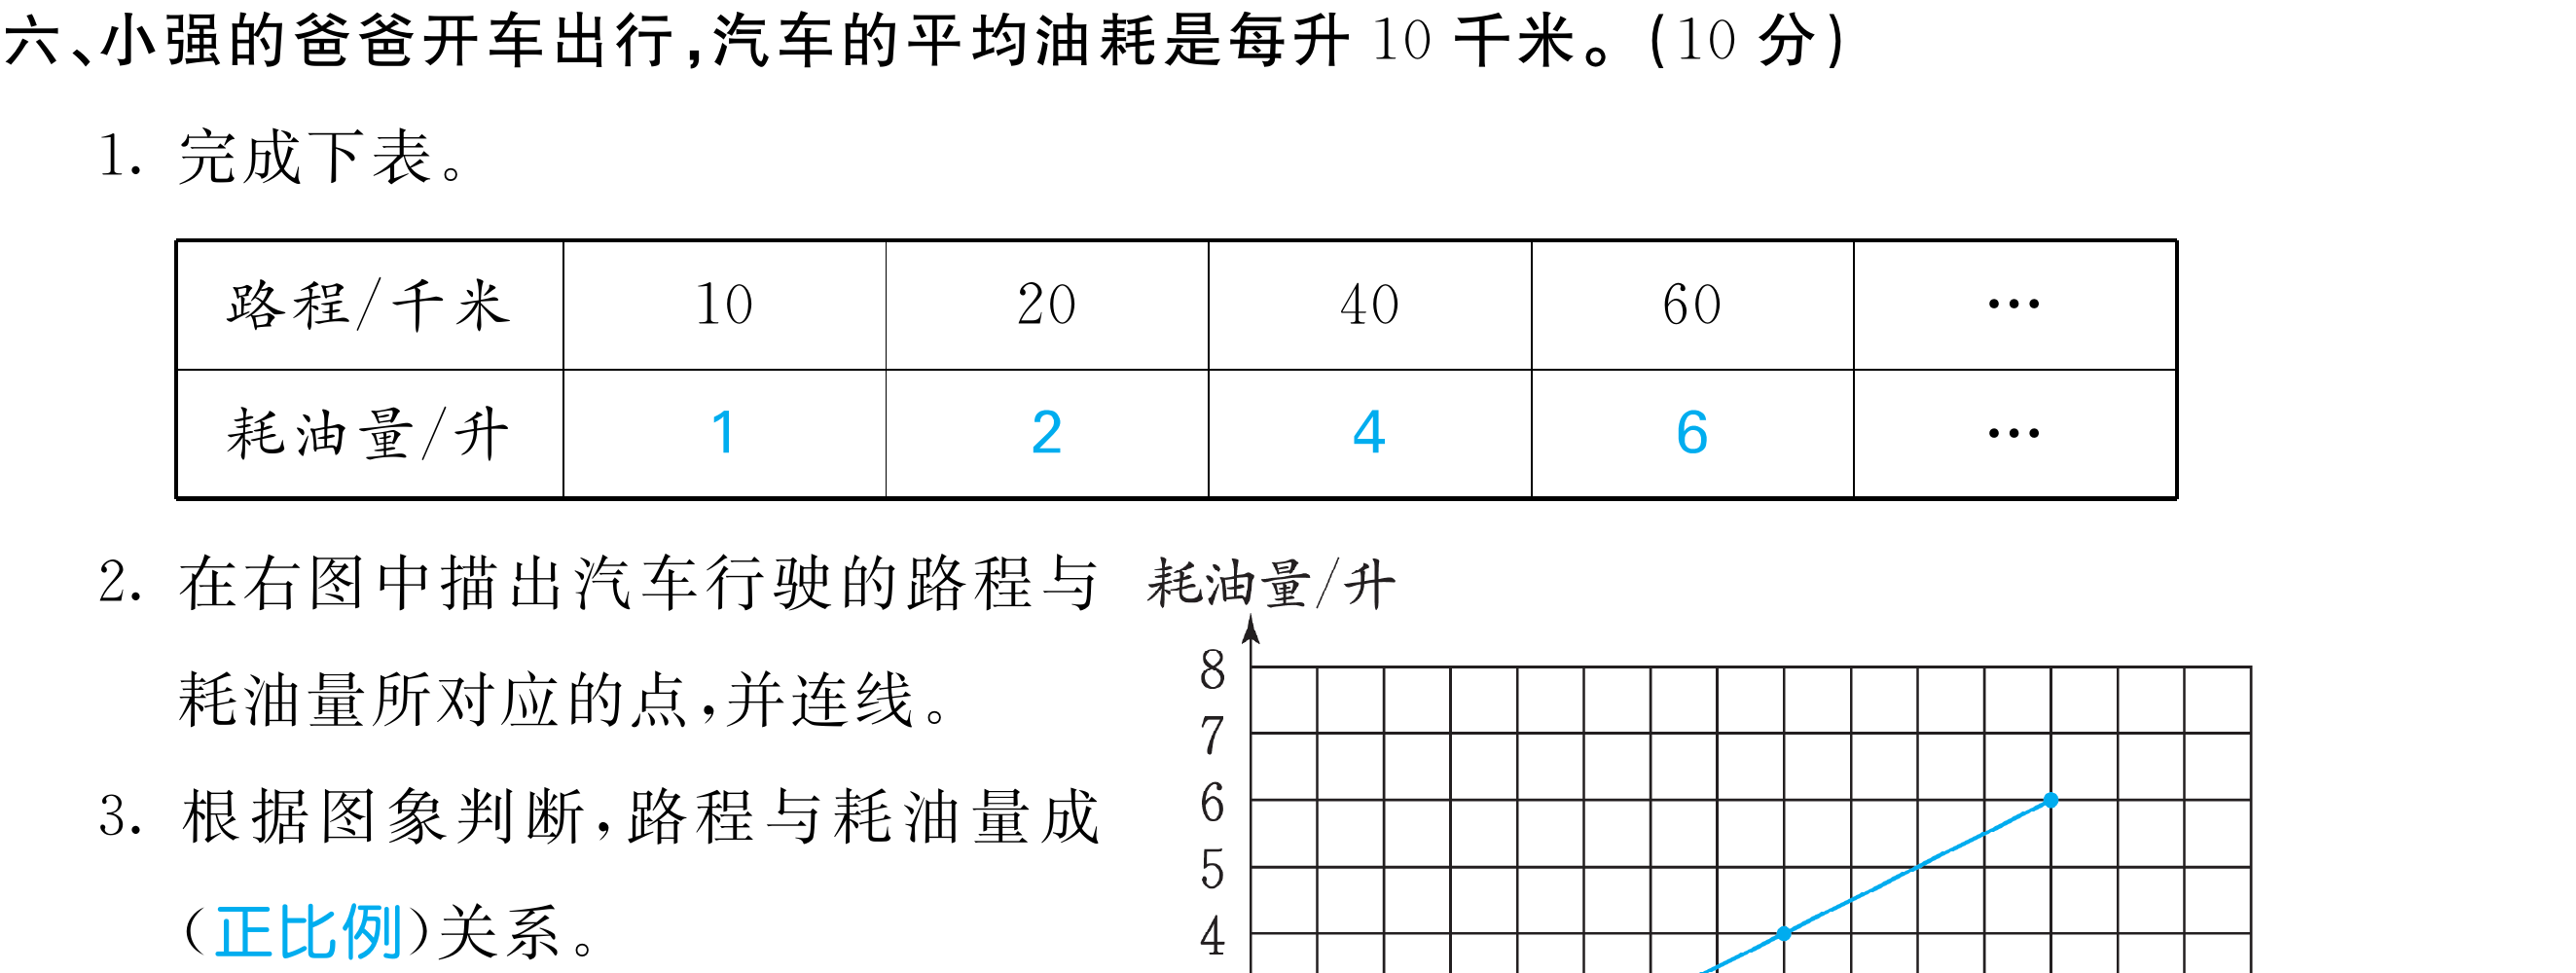 六、小强的爸爸开车出行,汽车的平均油耗是每升 10 千米。(10 分)
1. 完成下表。
路程/千米 10 20 40 60 …
耗油量/升 1 2 4 6 …
2. 在右图中描出汽车行驶的路程与
耗油量所对应的点,并连线。
3. 根据图象判断,路程与耗油量成
(正比例)关系。
耗油量/升
8
7
6
5
4